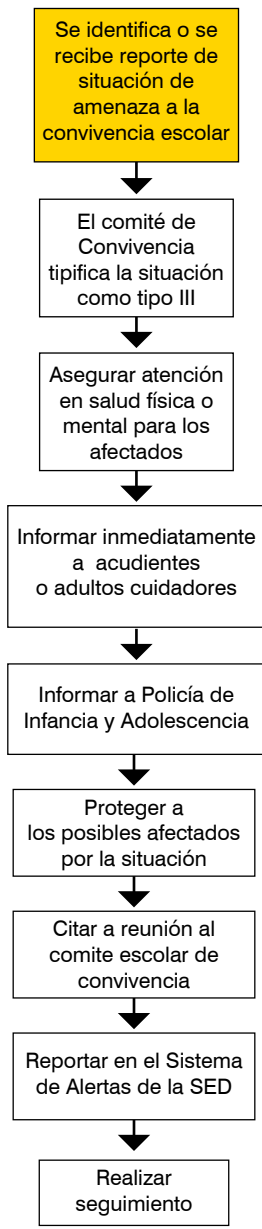 Se identifica o se
recibe reporte de
situación de
amenaza a la
convivencia escolar
El comité de
Convivencia
tipifica la situación
como tipo III
Asegurar atención
en salud física o
mental para los
afectados
Informar inmediatamente
a acudientes
o adultos cuidadores
Informar a Policía de
Infancia y Adolescencia
Proteger a
los posibles afectados
por la situación
Citar a reunión al
comite escolar de
convivencia
Reportar en el Sistema
de Alertas de la SED
Realizar
seguimiento